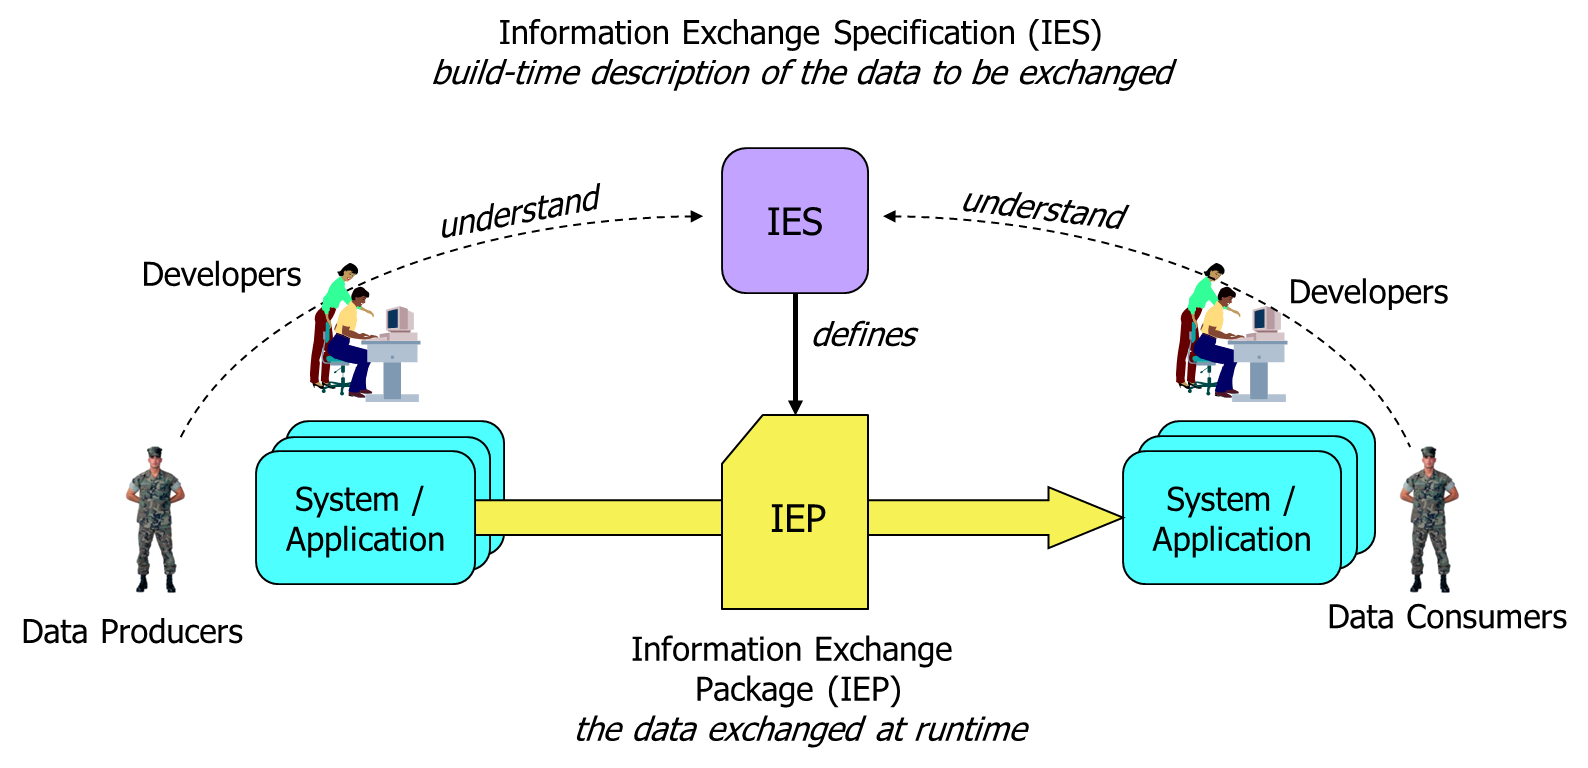 Information Exchange Specification (IES)
build-time description of the data to be exchanged
understand
IES
understand
Developers
Developers
defines
System /
Application
IEP
System /
Application
Data Producers
Data Consumers
Information Exchange
Package (IEP)
the data exchanged at runtime